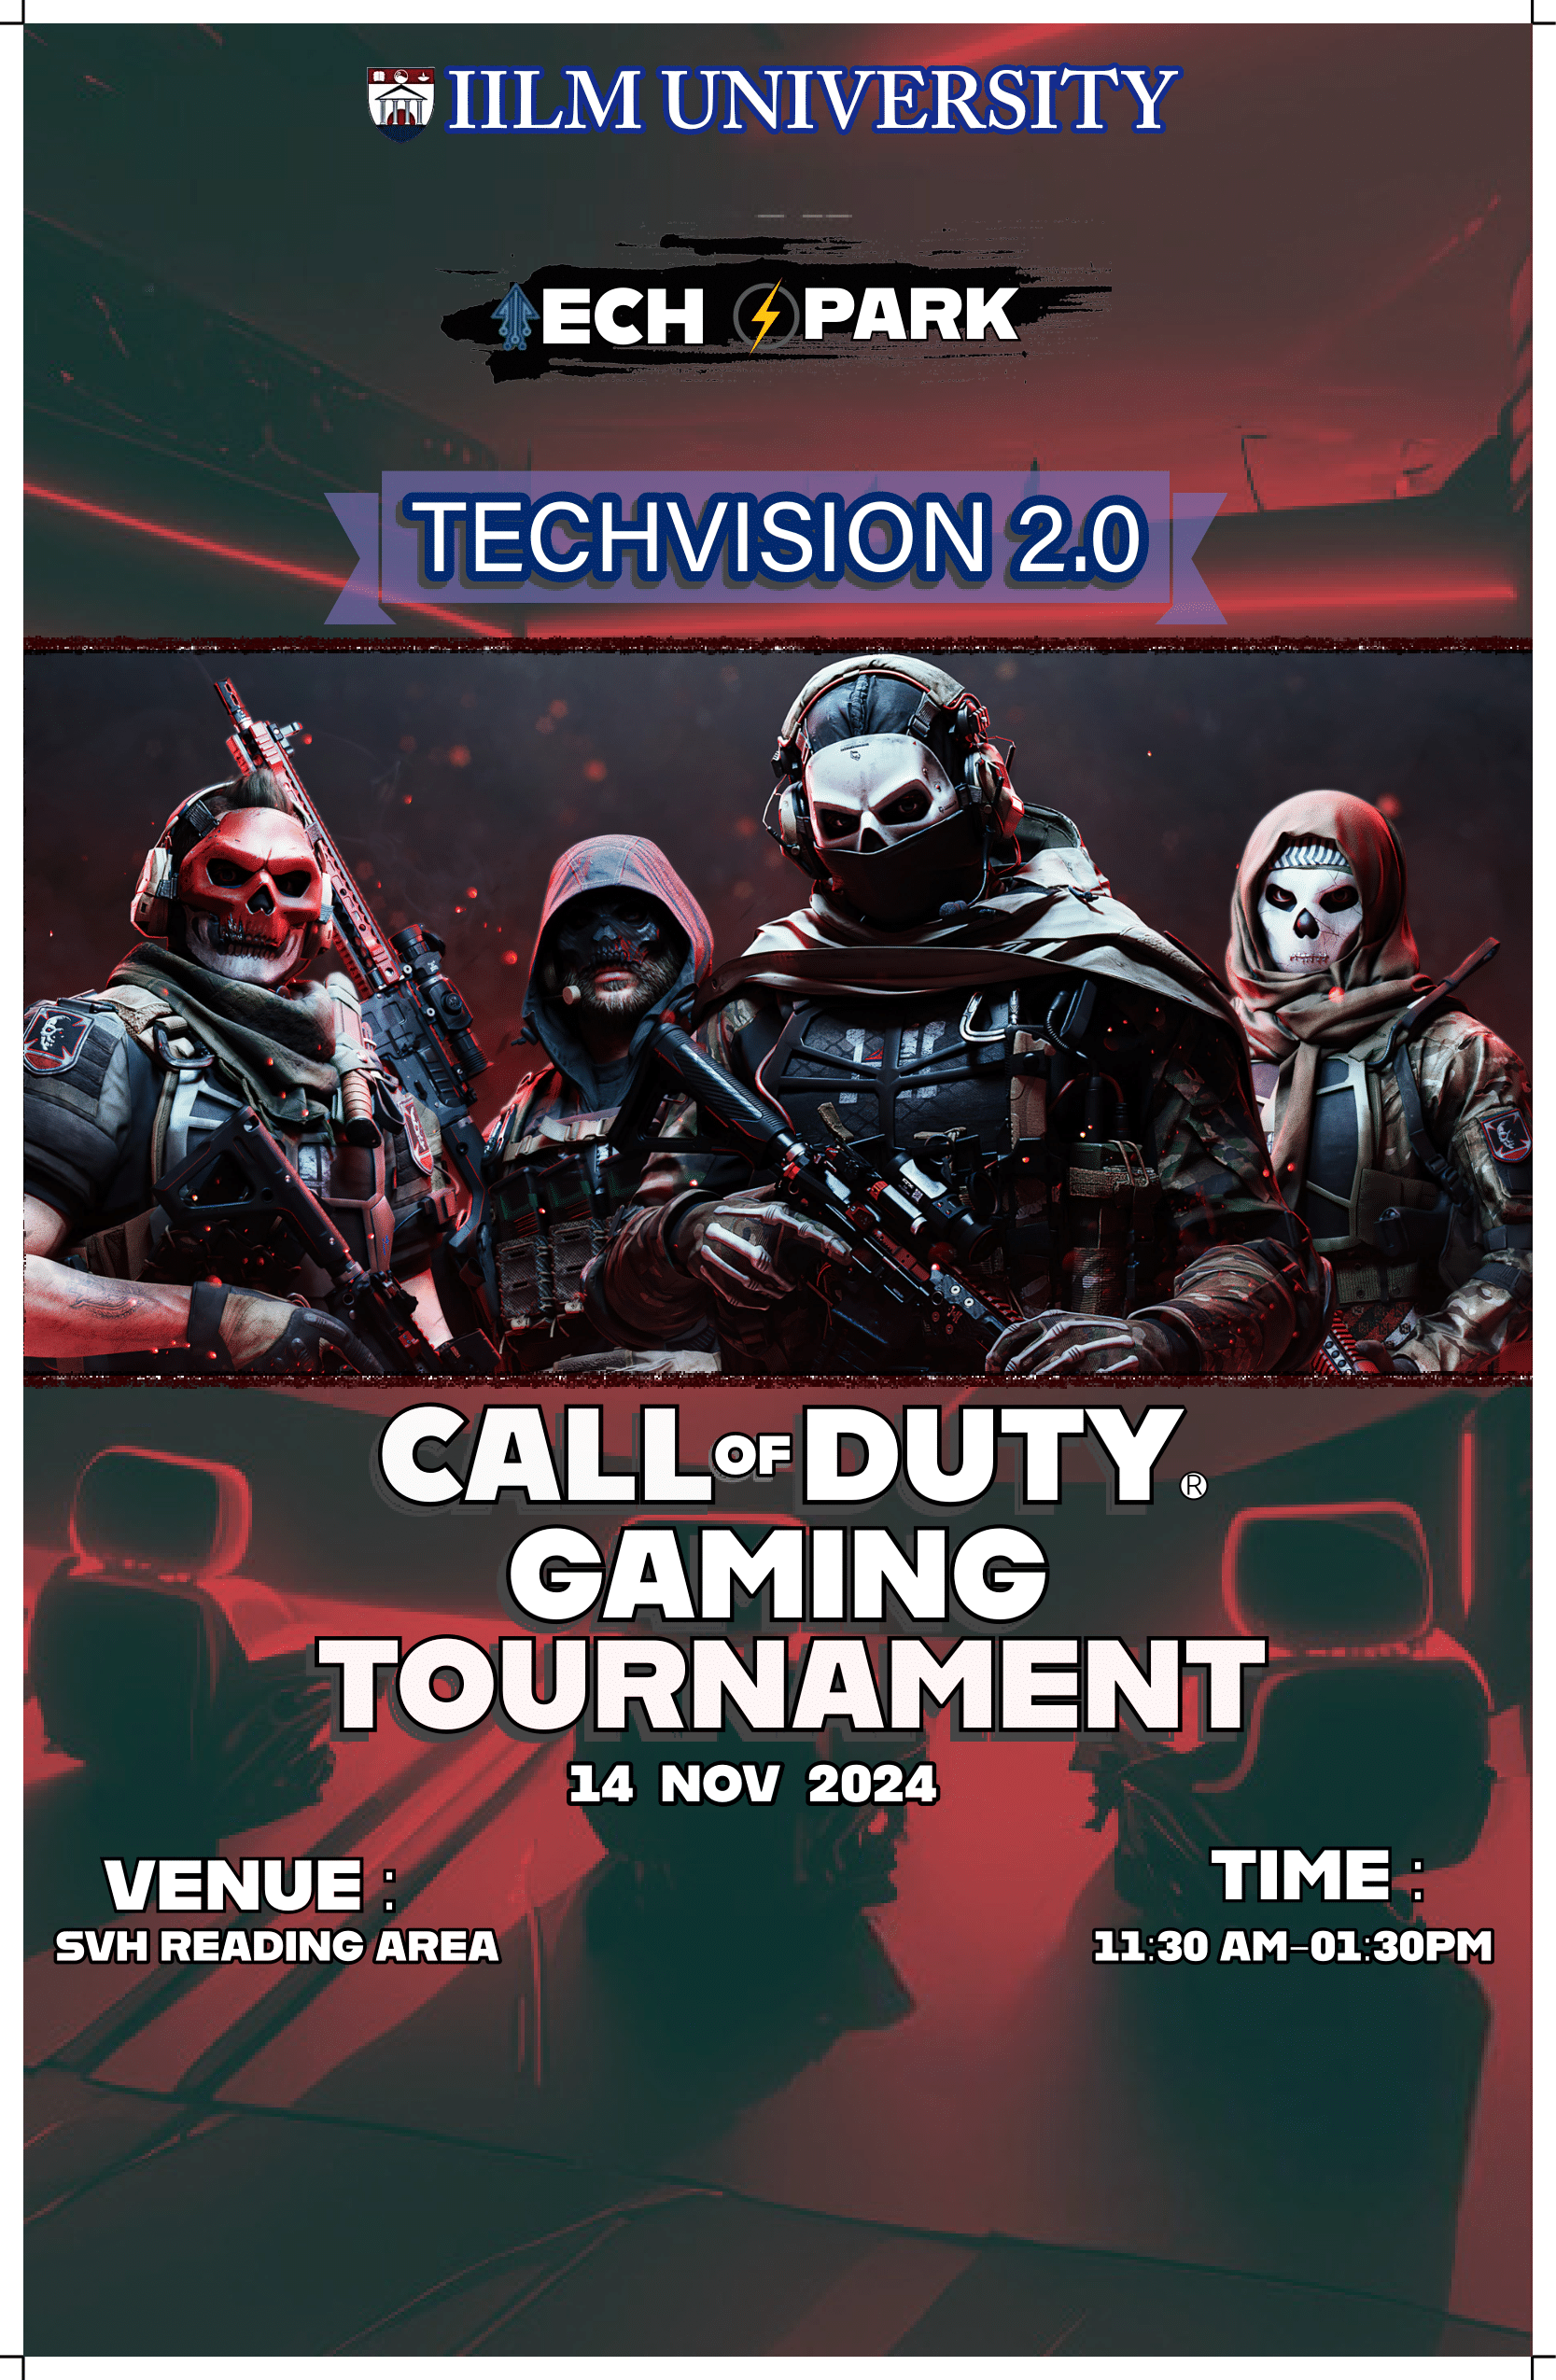 IILM UNIVERSITY
ECH PARK
TECHVISION 2.0
CALL OF DUTY®
GAMING
TOURNAMENT
14 NOV 2024
VENUE :
SVH READING AREA
TIME :
11:30 AM-01:30PM